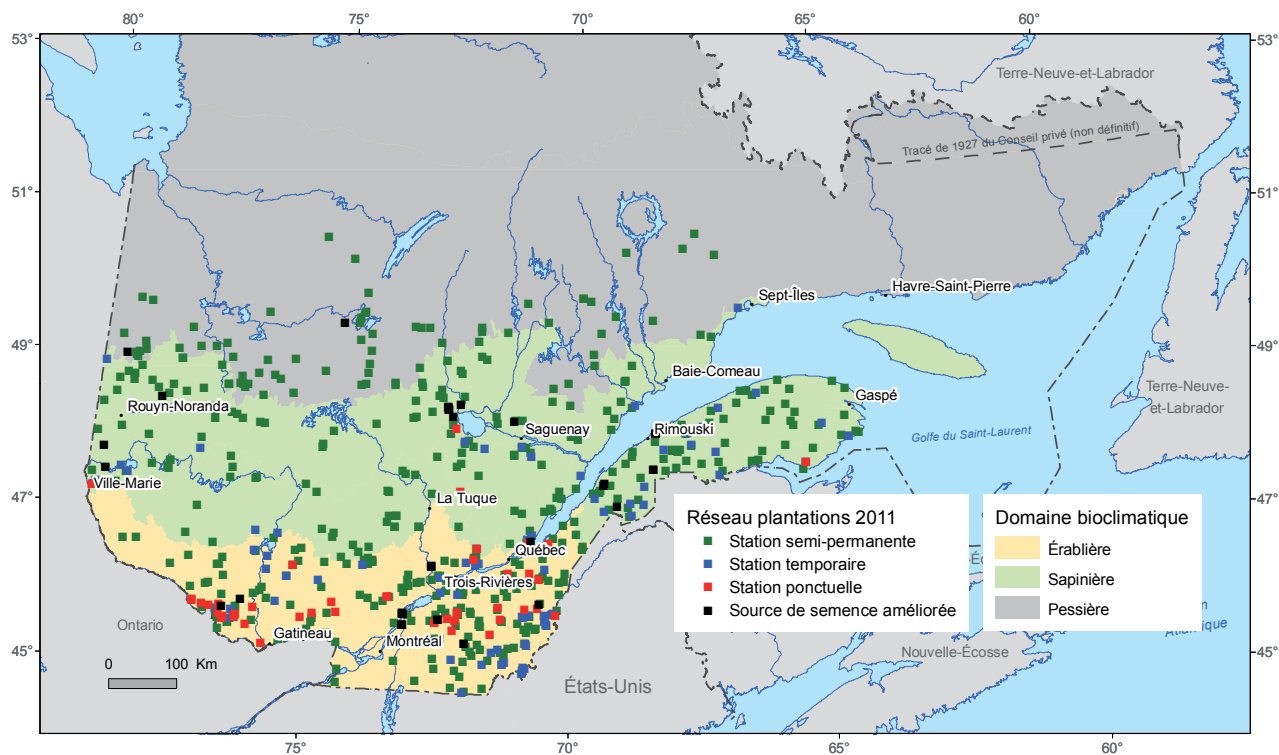 80° 75° 70° 65° 60°
53° 53°
Terre-Neuve-et-Labrador
Tracé de 1927 du Conseil privé (non définitif)
51° 51°
Sept-Îles
Havre-Saint-Pierre
49° 49°
Baie-Comeau
Terre-Neuve-
et-Labrador
Rouyn-Noranda
Gaspé
Saguenay
Rimouski
Golfe du Saint-Laurent
Ville-Marie
47° 47°
La Tuque
Réseau plantations 2011
Station semi-permanente
Station temporaire
Station ponctuelle
Source de semence améliorée
Domaine bioclimatique
Érablière
Sapinière
Pessière
Québec
Trois-Rivières
Ontario
Gatineau
Montréal
Atlantique
Nouvelle-Écosse
45° 45°
0 100 Km
États-Unis
75° 70° 65° 60°